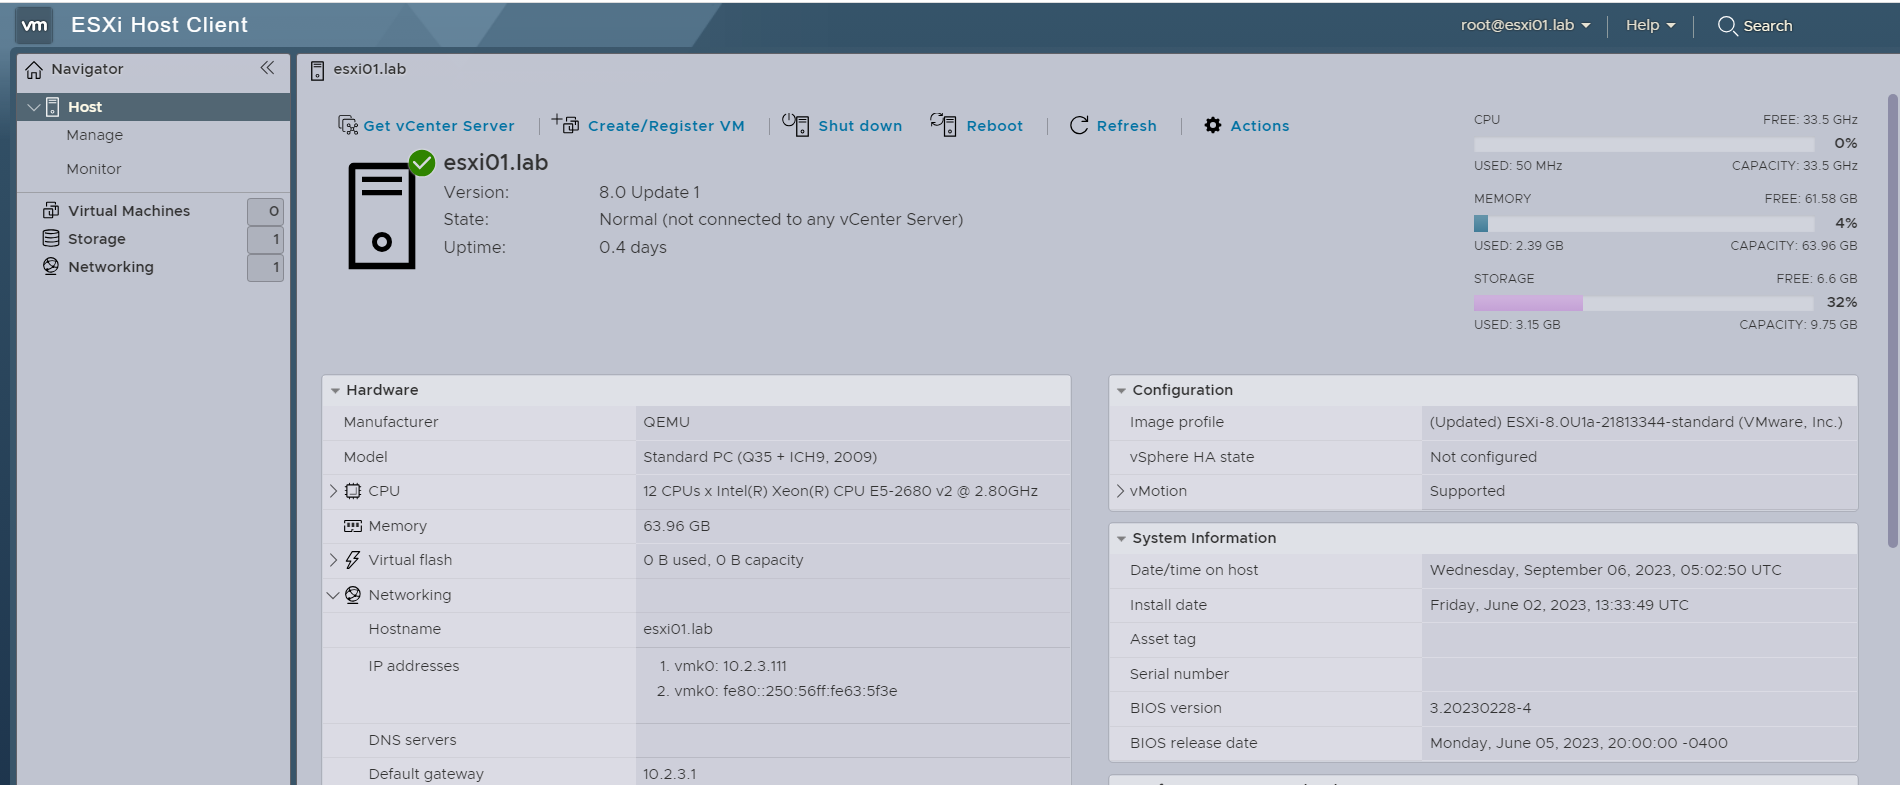 vm ESXi Host Client
root@esxi01.lab Help Search
Navigator
Host
Manage
Monitor
Virtual Machines 0
Storage 1
Networking 1
esxi01.lab
Get vCenter Server Create/Register VM Shut down Reboot Refresh Actions
esxi01.lab
Version: 8.0 Update 1
State: Normal (not connected to any vCenter Server)
Uptime: 0.4 days
CPU FREE: 33.5 GHz
0%
USED: 50 MHz CAPACITY: 33.5 GHz
MEMORY FREE: 61.58 GB
4%
USED: 2.39 GB CAPACITY: 63.96 GB
STORAGE FREE: 6.6 GB
32%
USED: 3.15 GB CAPACITY: 9.75 GB
Hardware
Manufacturer QEMU
Model Standard PC (Q35 + ICH9, 2009)
CPU 12 CPUs x Intel(R) Xeon(R) CPU E5-2680 v2 @ 2.80GHz
Memory 63.96 GB
Virtual flash 0 B used, 0 B capacity
Networking
Hostname esxi01.lab
IP addresses 1. vmk0: 10.2.3.111
2. vmk0: fe80::250:56ff:fe63:5f3e
DNS servers
Default gateway 10.2.3.1
Configuration
Image profile (Updated) ESXi-8.0U1a-21813344-standard (VMware, Inc.)
vSphere HA state Not configured
vMotion Supported
System Information
Date/time on host Wednesday, September 06, 2023, 05:02:50 UTC
Install date Friday, June 02, 2023, 13:33:49 UTC
Asset tag
Serial number
BIOS version 3.20230228-4
BIOS release date Monday, June 05, 2023, 20:00:00 -0400